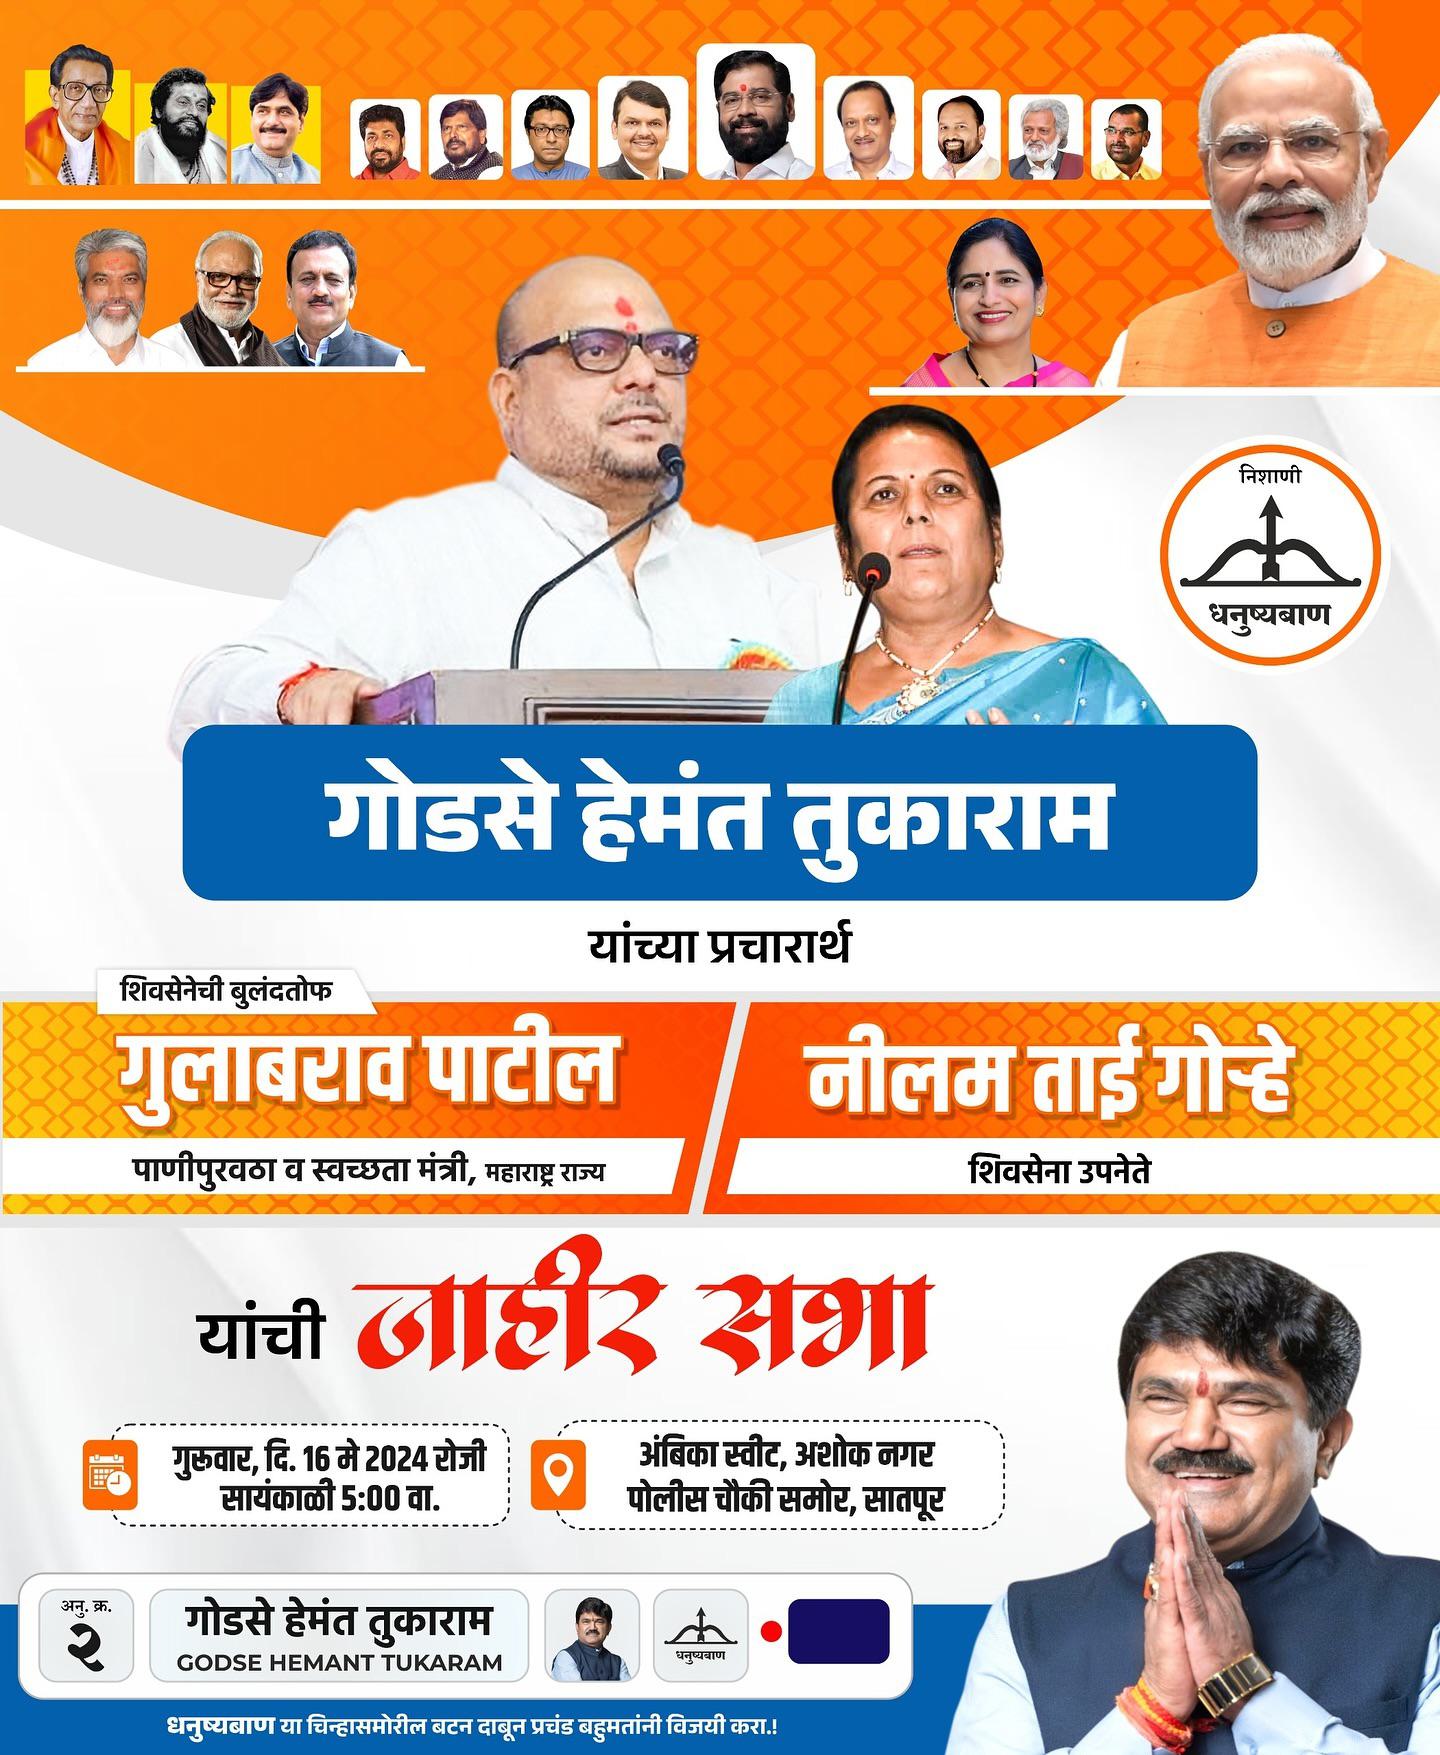 निशाणी
धनुष्यबाण
गोडसे हेमंत तुकाराम
यांच्या प्रचारार्थ
शिवसेनेची बुलंदतोफ
गुलाबराव पाटील
पाणीपुरवठा व स्वच्छता मंत्री, महाराष्ट्र राज्य
नीलम ताई गोऱ्हे
शिवसेना उपनेते
यांची जाहीर सभा
गुरूवार, दि. 16 मे 2024 रोजी
सायंकाळी 5:00 वा.
अंबिका स्वीट, अशोक नगर
पोलीस चौकी समोर, सातपूर
अनु. क्र.
२
गोडसे हेमंत तुकाराम
GODSE HEMANT TUKARAM
धनुष्यबाण
धनुष्यबाण या चिन्हासमोरील बटन दाबून प्रचंड बहुमतांनी विजयी करा.!